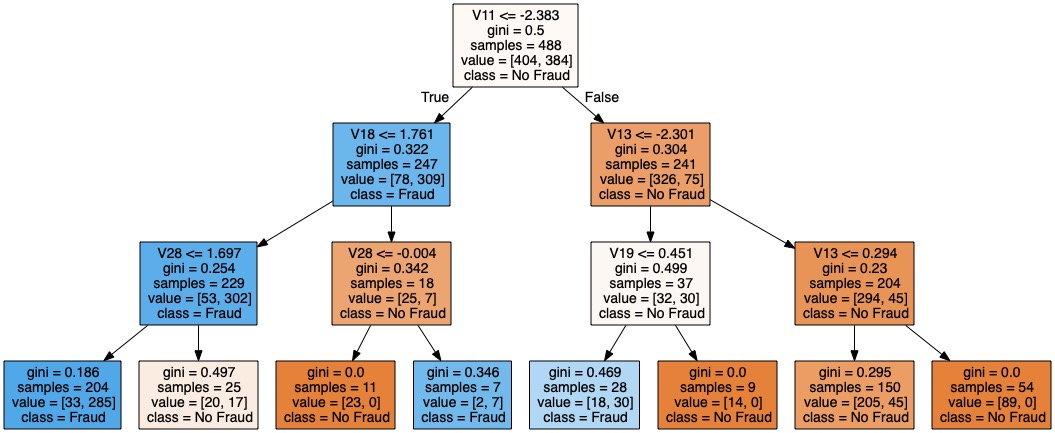 V11 <= -2.383
gini = 0.5
samples = 488
value = [404, 384]
class = No Fraud
True
False
V18 <= 1.761
gini = 0.322
samples = 247
value = [78, 309]
class = Fraud
V13 <= -2.301
gini = 0.304
samples = 241
value = [326, 75]
class = No Fraud
V28 <= 1.697
gini = 0.254
samples = 229
value = [53, 302]
class = Fraud
V28 <= -0.004
gini = 0.342
samples = 18
value = [25, 7]
class = No Fraud
V19 <= 0.451
gini = 0.499
samples = 37
value = [32, 30]
class = No Fraud
V13 <= 0.294
gini = 0.23
samples = 204
value = [294, 45]
class = No Fraud
gini = 0.186
samples = 204
value = [33, 285]
class = Fraud
gini = 0.497
samples = 25
value = [20, 17]
class = No Fraud
gini = 0.0
samples = 11
value = [23, 0]
class = No Fraud
gini = 0.346
samples = 7
value = [2, 7]
class = Fraud
gini = 0.469
samples = 28
value = [18, 30]
class = Fraud
gini = 0.0
samples = 9
value = [14, 0]
class = No Fraud
gini = 0.295
samples = 150
value = [205, 45]
class = No Fraud
gini = 0.0
samples = 54
value = [89, 0]
class = No Fraud